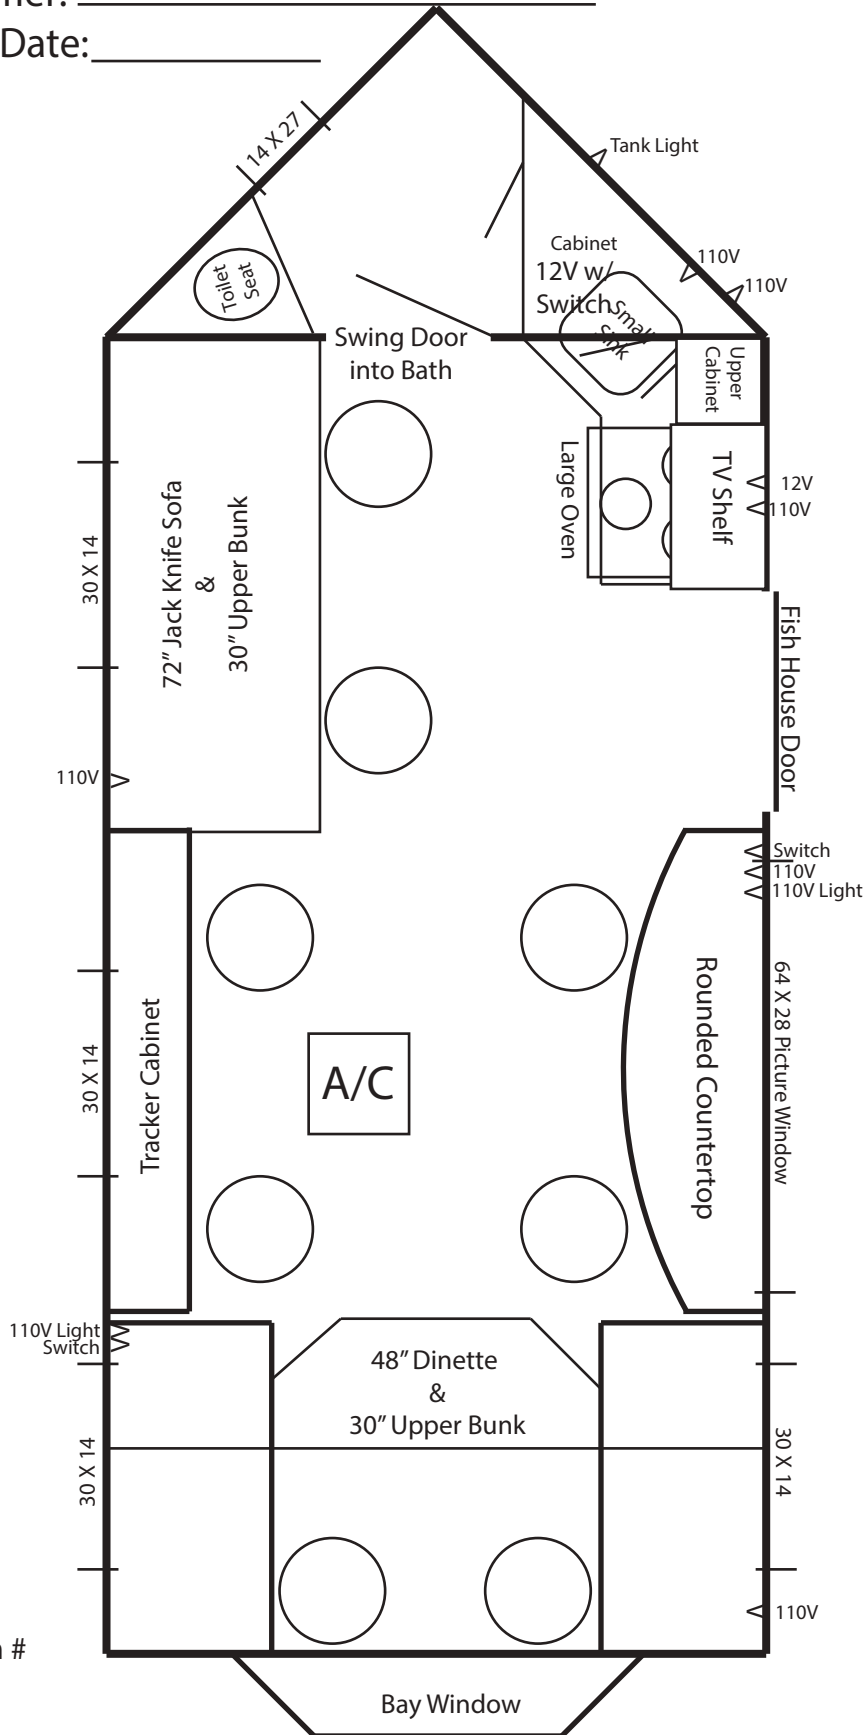 Date:
14 X 27
Tank Light
Toilet
Seat
Cabinet
12V w/
Switch
110V
110V
Small
Sink
Swing Door
into Bath
Upper
Cabinet
Large Oven
TV Shelf
12V
110V
72" Jack Knife Sofa
&
30" Upper Bunk
30 X 14
Fish House Door
110V
Switch
110V
110V Light
Tracker Cabinet
30 X 14
A/C
Rounded Countertop
64 X 28 Picture Window
110V Light
Switch
48" Dinette
&
30" Upper Bunk
30 X 14
30 X 14
110V
#
Bay Window